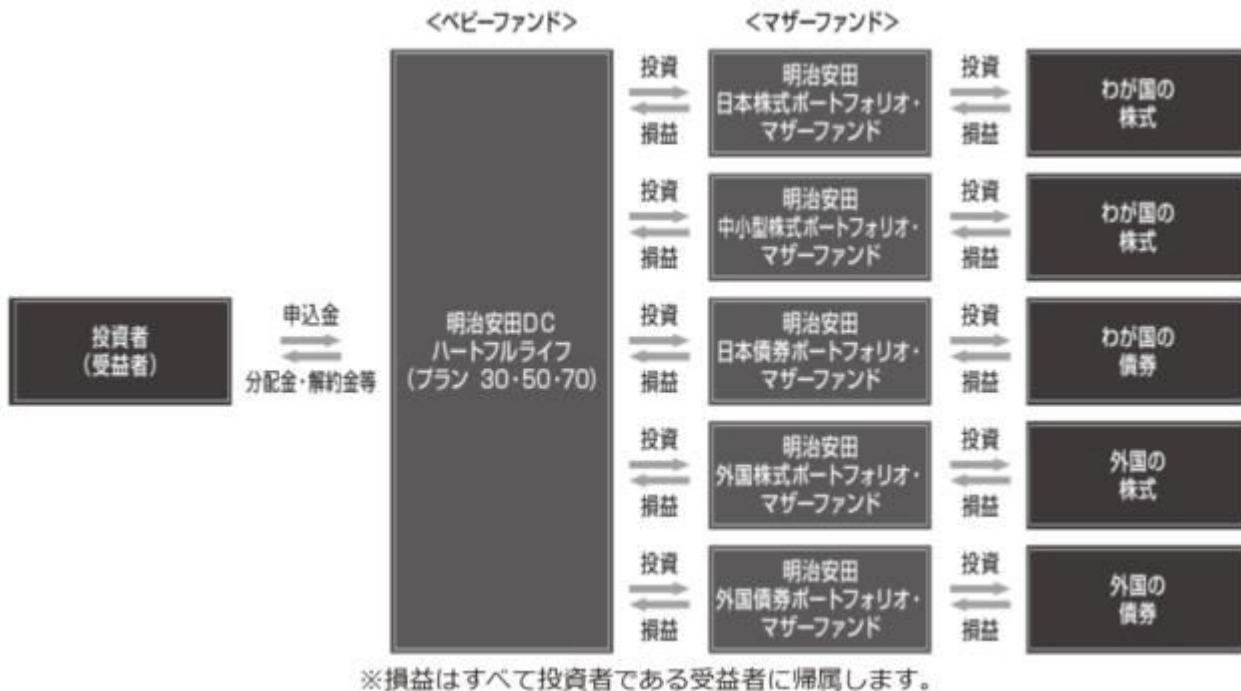 <ベビーファンド>
<マザーファンド>
投資者
(受益者)
申込金
分配金・解約金等
明治安田DC
ハートフルライフ
(プラン 30・50・70)
投資
損益
明治安田
日本株式ポートフォリオ・
マザーファンド
投資
損益
わが国の
株式
投資
損益
明治安田
中小型株式ポートフォリオ・
マザーファンド
投資
損益
わが国の
株式
投資
損益
明治安田
日本債券ポートフォリオ・
マザーファンド
投資
損益
わが国の
債券
投資
損益
明治安田
外国株式ポートフォリオ・
マザーファンド
投資
損益
外国の
株式
投資
損益
明治安田
外国債券ポートフォリオ・
マザーファンド
投資
損益
外国の
債券
※損益はすべて投資者である受益者に帰属します。